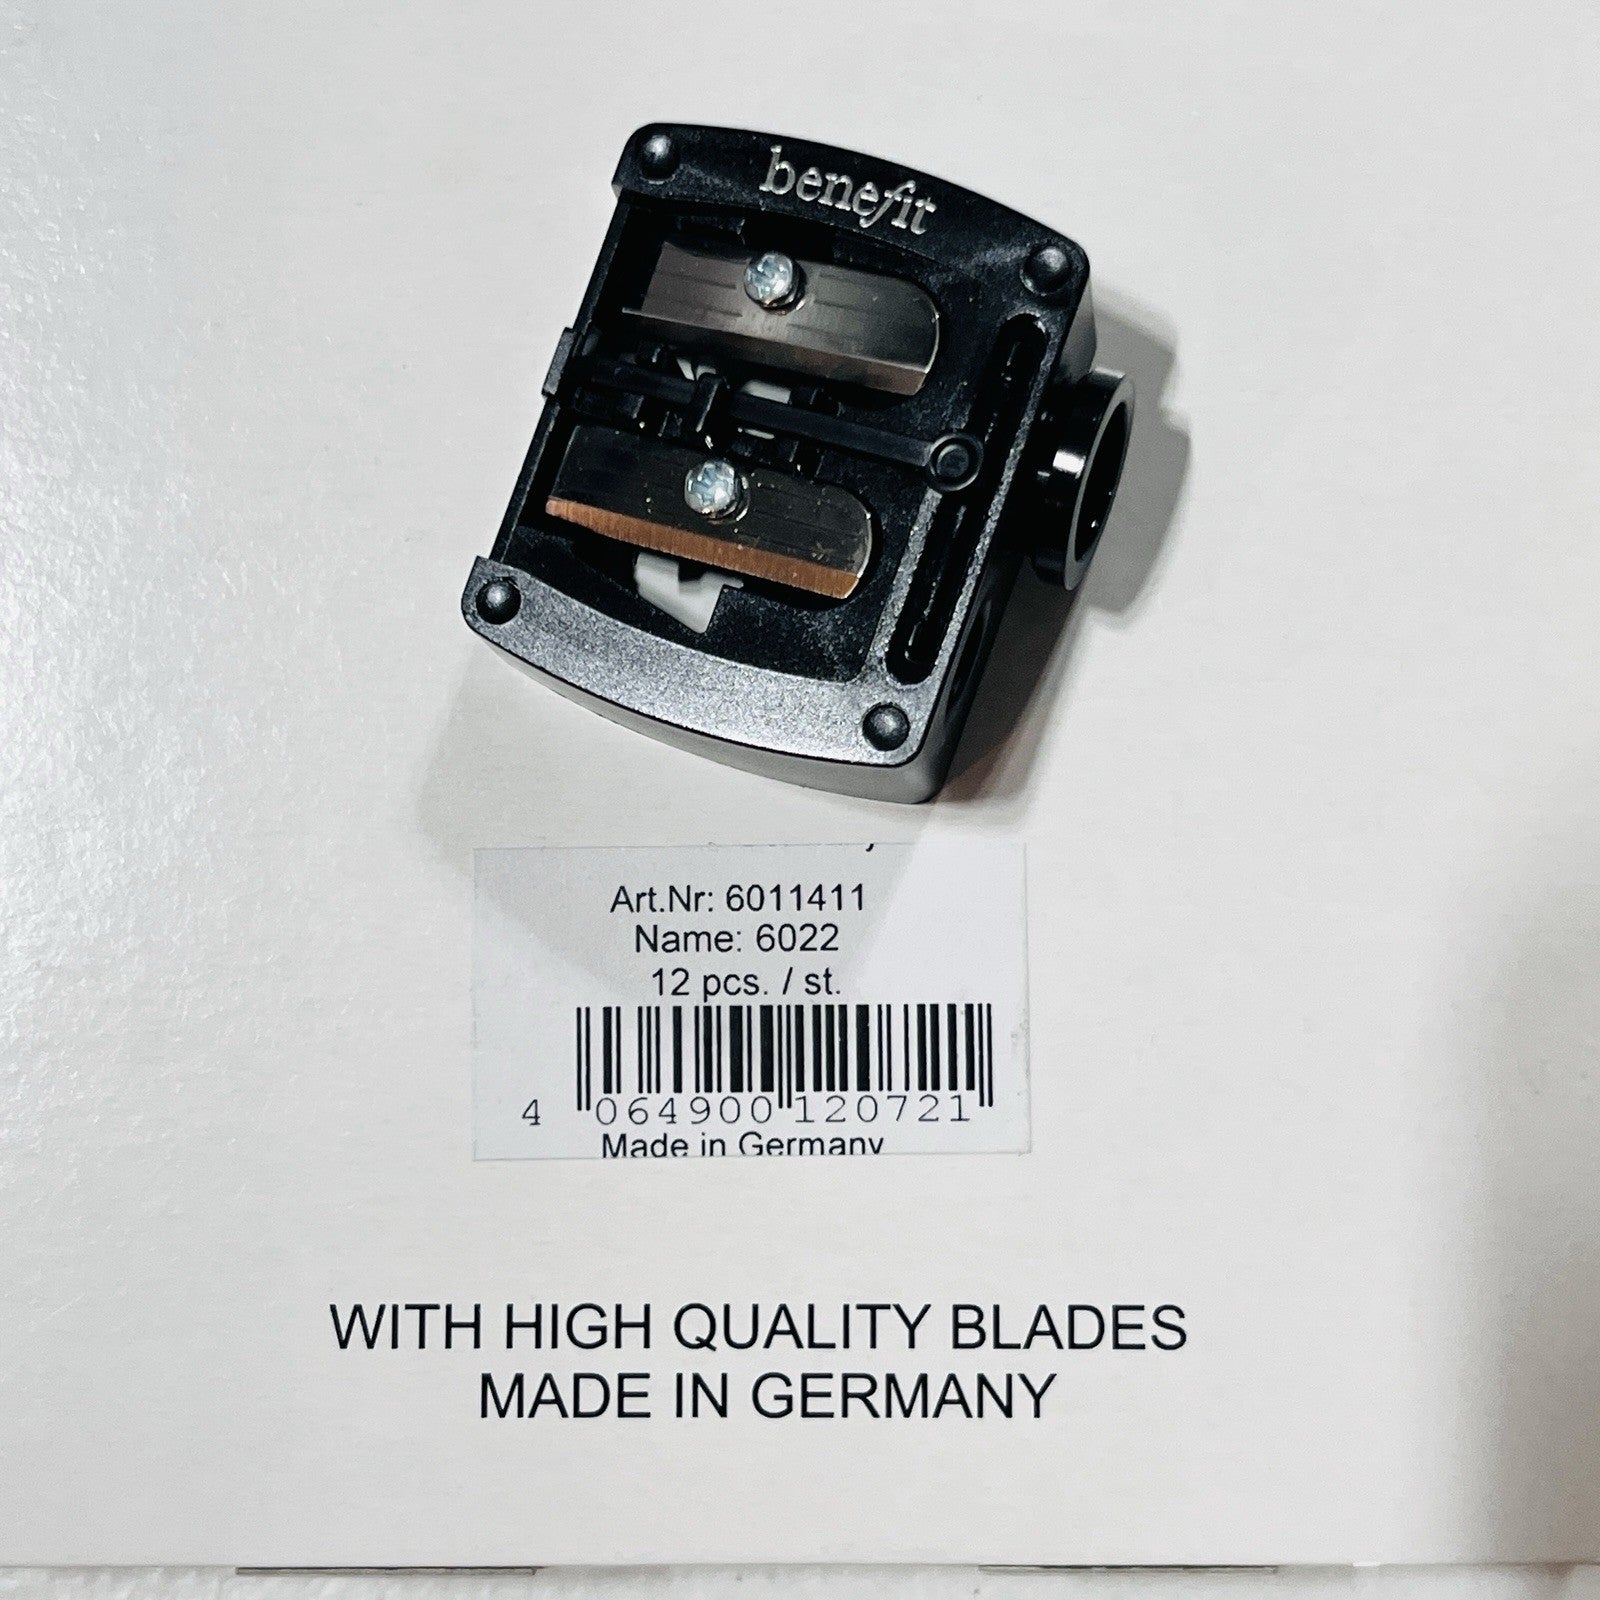 benefit
Art.Nr: 6011411
Name: 6022
12 pcs. / st.
4 064900 120721
Made in Germany
WITH HIGH QUALITY BLADES
MADE IN GERMANY